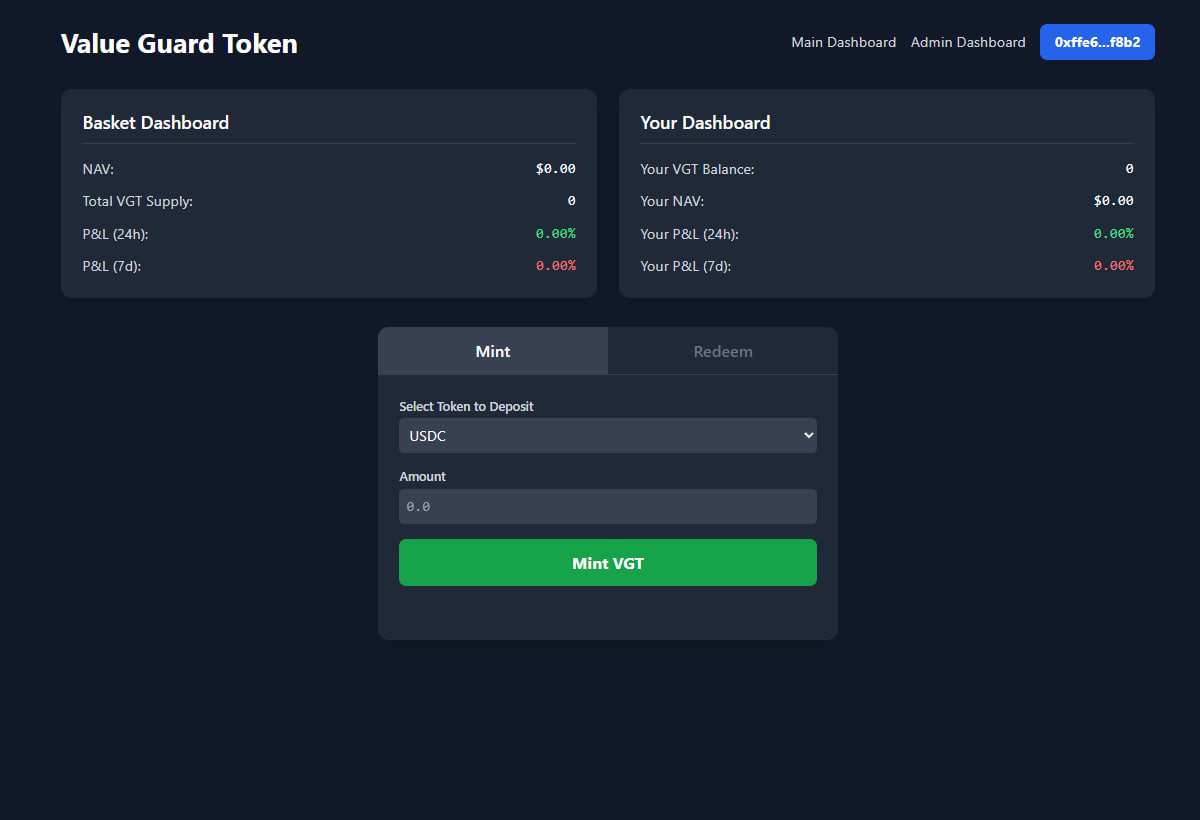 Value Guard Token
Main Dashboard Admin Dashboard 0xffe6...f8b2
Basket Dashboard
NAV: $0.00
Total VGT Supply: 0
P&L (24h): 0.00%
P&L (7d): 0.00%
Your Dashboard
Your VGT Balance: 0
Your NAV: $0.00
Your P&L (24h): 0.00%
Your P&L (7d): 0.00%
Mint Redeem
Select Token to Deposit
USDC
Amount
0.0
Mint VGT